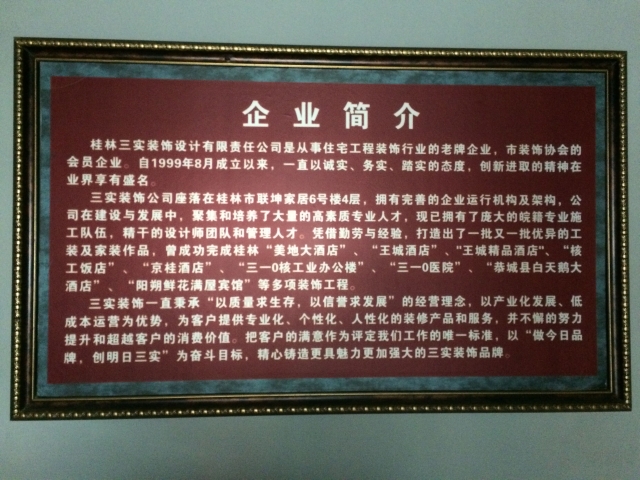 企业简介
桂林三实装饰设计有限责任公司是从事住宅工程装饰行业的老牌企业，市装饰协会的
会员企业。自1999年8月成立以来，一直以诚实、务实、踏实的态度，创新进取的精神在
业界享有盛名。
三实装饰公司座落在桂林市联坤家居6号楼4层，拥有完善的企业运行机构及架构，公
司在建设与发展中，聚集和培养了大量的高素质专业人才，现已拥有了庞大的皖籍专业施
工队伍，精干的设计师团队和管理人才。凭借勤劳与经验，打造出了一批又一批优异的工
装及家装作品，曾成功完成桂林“美地大酒店”、“王城酒店”、“王城精品酒店”、“核
工饭店”、“京桂酒店”、“三一0核工业办公楼”、“三一0医院”、“恭城县白天鹅大
酒店”、“阳朔鲜花满屋宾馆”等多项装饰工程。
三实装饰一直秉承“以质量求生存，以信誉求发展”的经营理念，以产业化发展、低
成本运营为优势，为客户提供专业化、个性化、人性化的装修产品和服务，并不懈的努力
提升和超越客户的消费价值。把客户的满意作为评定我们工作的唯一标准，以“做今日品
牌，创明日三实”为奋斗目标，精心铸造更具魅力更加强大的三实装饰品牌。